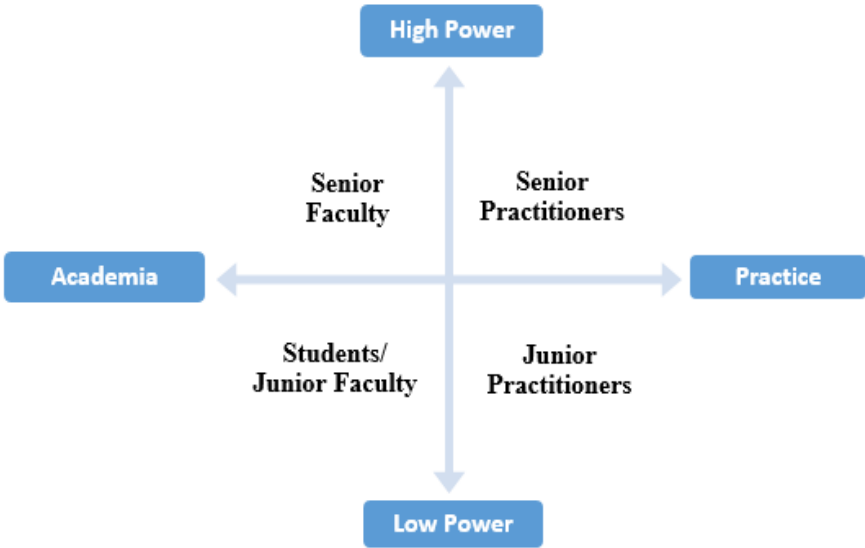 High Power
Senior
Faculty
Senior
Practitioners
Academia
Practice
Students/
Junior Faculty
Junior
Practitioners
Low Power